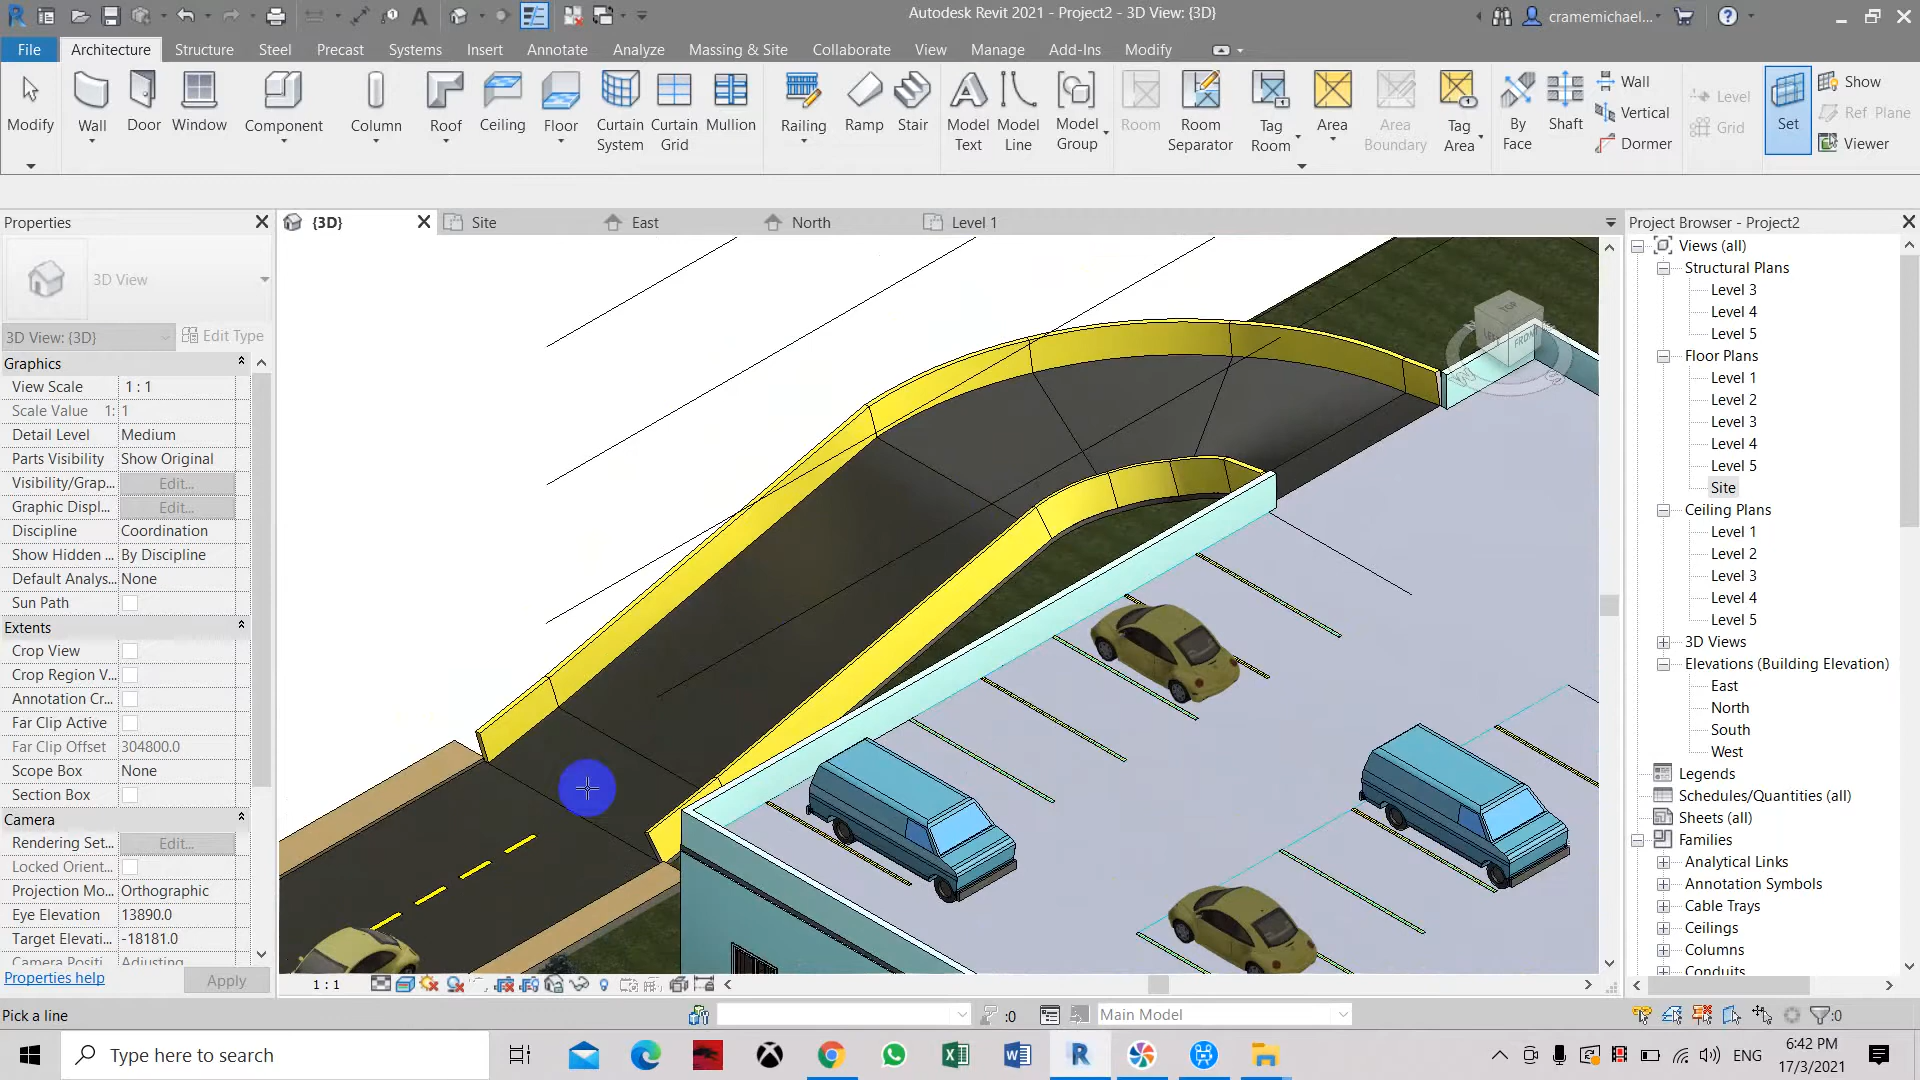 Autodesk Revit 2021 - Project2 - 3D View: {3D}
cramemichael...
File Architecture Structure Steel Precast Systems Insert Annotate Analyze Massing & Site Collaborate View Manage Add-Ins Modify
Modify
Wall
Door
Window
Component
Column
Roof
Ceiling
Floor
Curtain System
Curtain Grid
Mullion
Railing
Ramp
Stair
Model Text
Model Line
Model Group
Room
Room Separator
Tag Room
Area
Area Boundary
Tag Area
By Face
Shaft
Wall
Vertical
Dormer
Level
Grid
Set
Show
Ref Plane
Viewer
Properties
{3D}
Site
East
North
Level 1
3D View
3D View: {3D}
Edit Type
Graphics
View Scale 1 : 1
Scale Value 1: 1
Detail Level Medium
Parts Visibility Show Original
Visibility/Grap... Edit...
Graphic Displ... Edit...
Discipline Coordination
Show Hidden ... By Discipline
Default Analys... None
Sun Path
Extents
Crop View
Crop Region V...
Annotation Cr...
Far Clip Active
Far Clip Offset 304800.0
Scope Box None
Section Box
Camera
Rendering Set... Edit...
Locked Orient...
Projection Mo... Orthographic
Eye Elevation 13890.0
Target Elevati... -18181.0
Camera Positi... Adjusting
Properties help
Apply
TOP
LEFT
FRONT
W
S
Project Browser - Project2
Views (all)
Structural Plans
Level 3
Level 4
Level 5
Floor Plans
Level 1
Level 2
Level 3
Level 4
Level 5
Site
Ceiling Plans
Level 1
Level 2
Level 3
Level 4
Level 5
3D Views
Elevations (Building Elevation)
East
North
South
West
Legends
Schedules/Quantities (all)
Sheets (all)
Families
Analytical Links
Annotation Symbols
Cable Trays
Ceilings
Columns
Conduits
1 : 1
Pick a line
:0
Main Model
:0
Type here to search
ENG
6:42 PM
17/3/2021